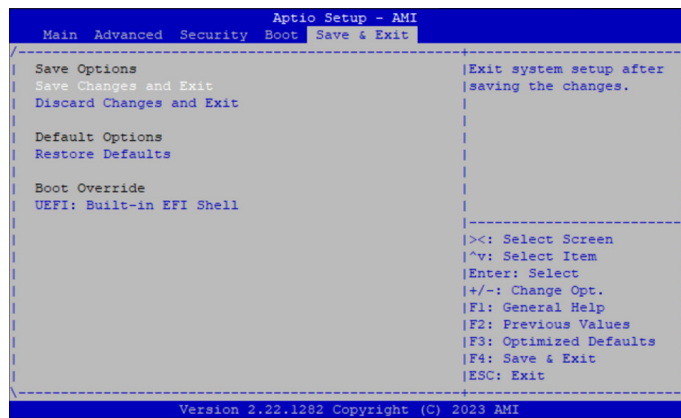 Aptio Setup - AMI
Main Advanced Security Boot Save & Exit
Save Options
Save Changes and Exit
Discard Changes and Exit
Default Options
Restore Defaults
Boot Override
UEFI: Built-in EFI Shell
Exit system setup after
saving the changes.
><: Select Screen
^v: Select Item
Enter: Select
+/-: Change Opt.
F1: General Help
F2: Previous Values
F3: Optimized Defaults
F4: Save & Exit
ESC: Exit
Version 2.22.1282 Copyright (C) 2023 AMI